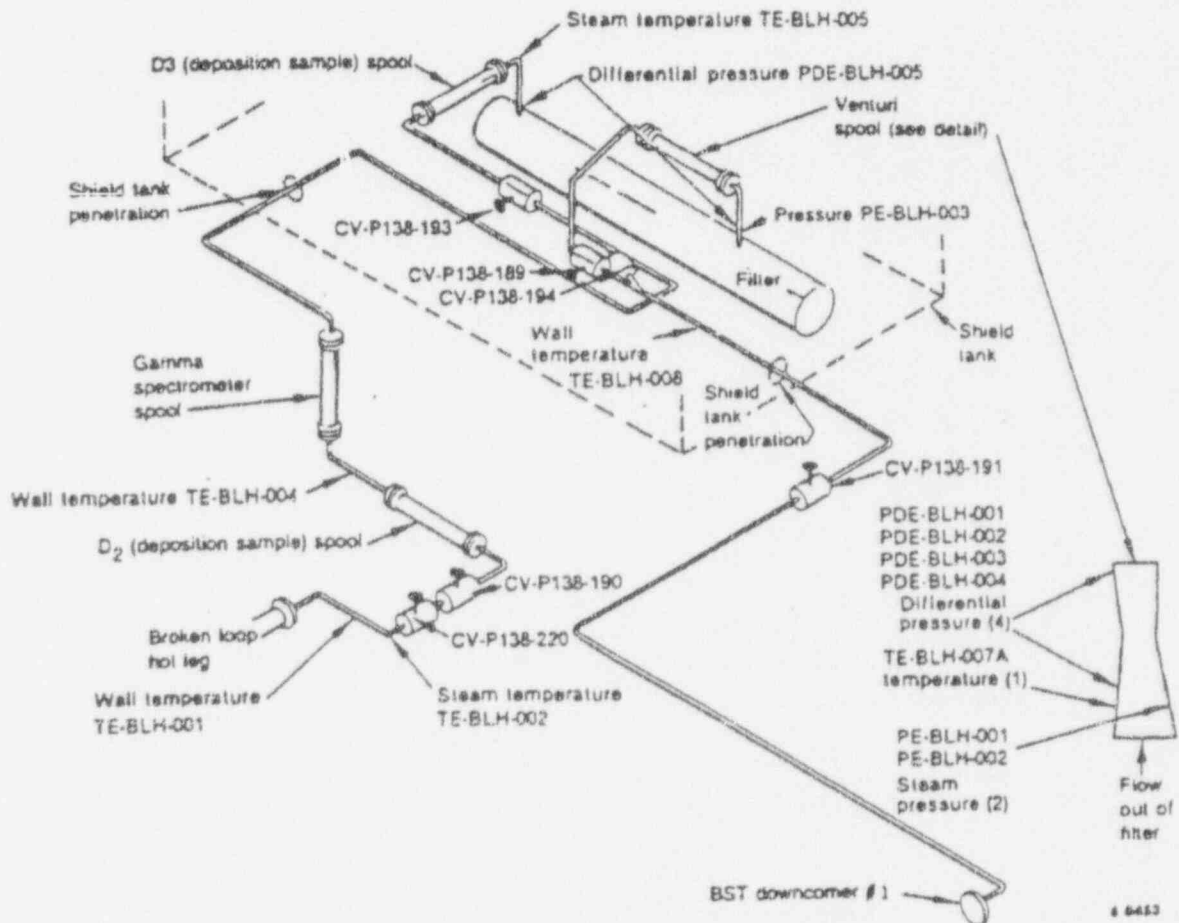 Steam temperature TE-BLH-005
D3 (deposition sample) spool
Differential pressure PDE-BLH-005
Venturi
spool (see detail)
Shield tank
penetration
CV-P138-193
Pressure PE-BLH-003
CV-P138-189
CV-P138-194
Filter
Wall
temperature
TE-BLH-008
Shield
tank
Shield
tank
penetration
Gamma
spectrometer
spool
CV-P138-191
Wall temperature TE-BLH-004
PDE-BLH-001
PDE-BLH-002
PDE-BLH-003
PDE-BLH-004
Differential
pressure (4)
D2 (deposition sample) spool
CV-P138-190
Broken loop
hot leg
CV-P138-220
TE-BLH-007A
temperature (1)
Wall temperature
TE-BLH-001
Steam temperature
TE-BLH-002
PE-BLH-001
PE-BLH-002
Steam
pressure (2)
Flow
out of
filter
BST downcomer #1